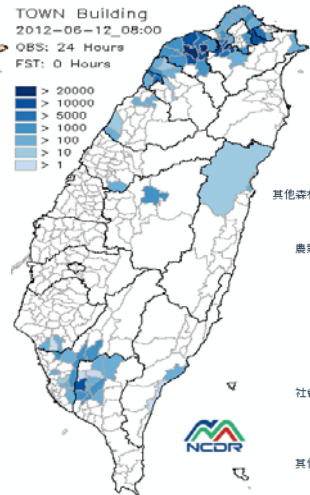 TOWN Building
2012-06-12_08:00
OBS: 24 Hours
FST: 0 Hours
> 20000
> 10000
> 5000
> 1000
> 100
> 10
> 1
其他森林
農業
社會
NCDR
其他